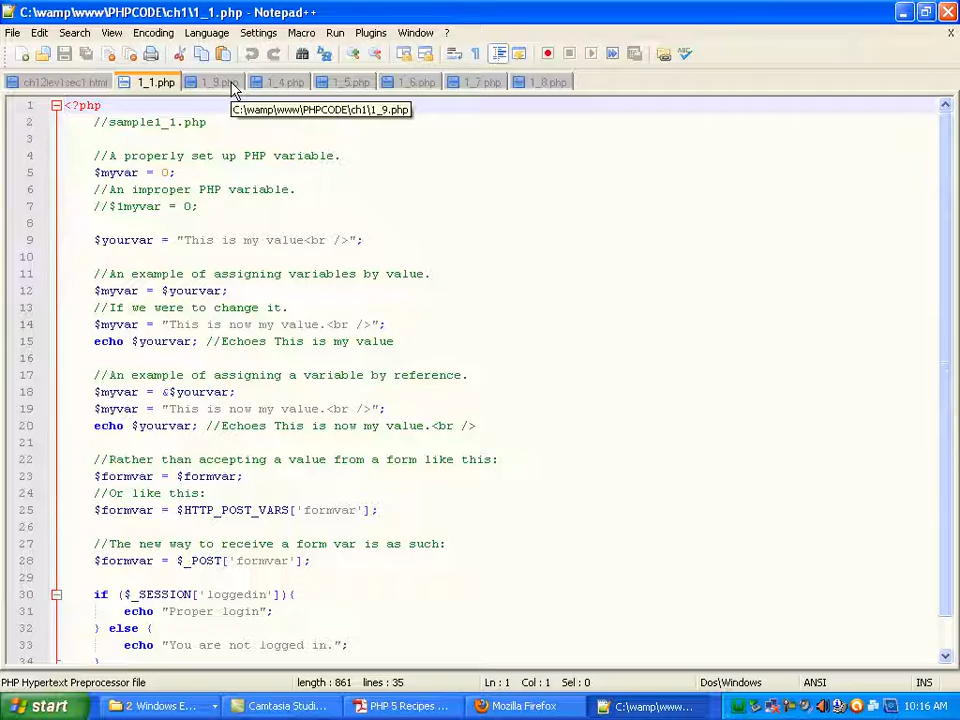 C:\wamp\www\PHPCODE\ch1\1_1.php - Notepad++
File Edit Search View Encoding Language Settings Macro Run Plugins Window ? X
ch12lev1sec1.html 1_1.php 1_9.php 1_4.php 1_5.php 1_6.php 1_7.php 1_8.php
C:\wamp\www\PHPCODE\ch1\1_9.php
1 <?php
2 //sample1_1.php
3
4 //A properly set up PHP variable.
5 $myvar = 0;
6 //An improper PHP variable.
7 //$1myvar = 0;
8
9 $yourvar = "This is my value<br />";
10
11 //An example of assigning variables by value.
12 $myvar = $yourvar;
13 //If we were to change it.
14 $myvar = "This is now my value.<br />";
15 echo $yourvar; //Echoes This is my value
16
17 //An example of assigning a variable by reference.
18 $myvar = &$yourvar;
19 $myvar = "This is now my value.<br />";
20 echo $yourvar; //Echoes This is now my value.<br />
21
22 //Rather than accepting a value from a form like this:
23 $formvar = $formvar;
24 //Or like this:
25 $formvar = $HTTP_POST_VARS['formvar'];
26
27 //The new way to receive a form var is as such:
28 $formvar = $_POST['formvar'];
29
30 if ($_SESSION['loggedin']){
31 echo "Proper login";
32 } else {
33 echo "You are not logged in.";
34 }
PHP Hypertext Preprocessor file length : 861 lines : 35 Ln : 1 Col : 1 Sel : 0 Dos\Windows ANSI INS
start 2 Windows E... Camtasia Studi... PHP 5 Recipes ... Mozilla Firefox C:\wamp\www... 10:16 AM